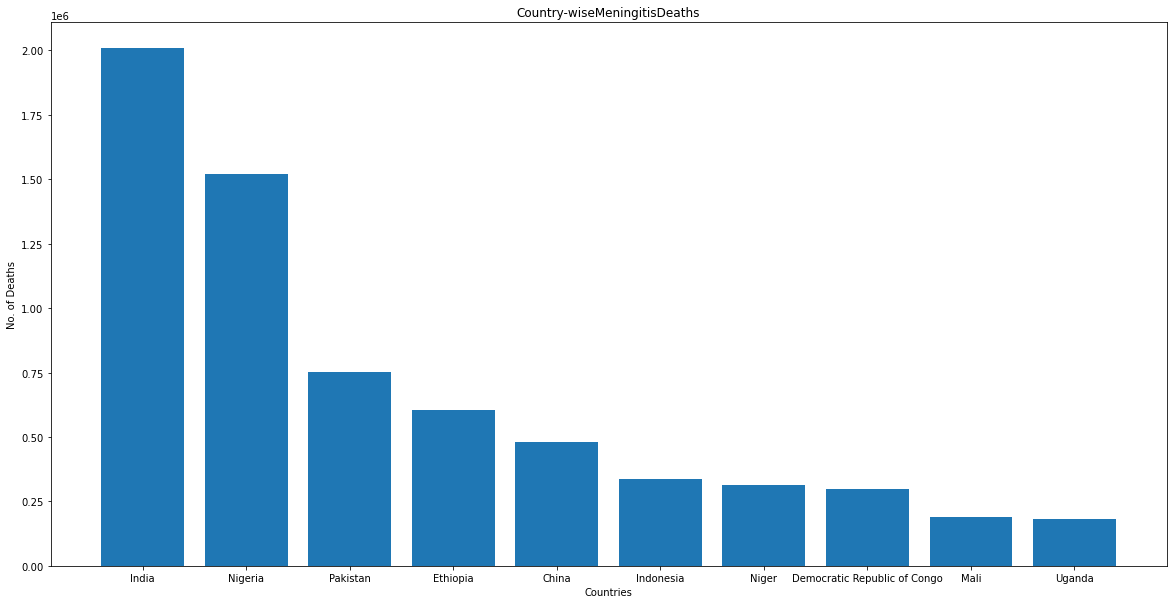 Country-wiseMeningitisDeaths
1e6
2.00
1.75
1.50
1.25
1.00
0.75
0.50
0.25
0.00
No. of Deaths
India Nigeria Pakistan Ethiopia China Indonesia Niger Democratic Republic of Congo Mali Uganda
Countries